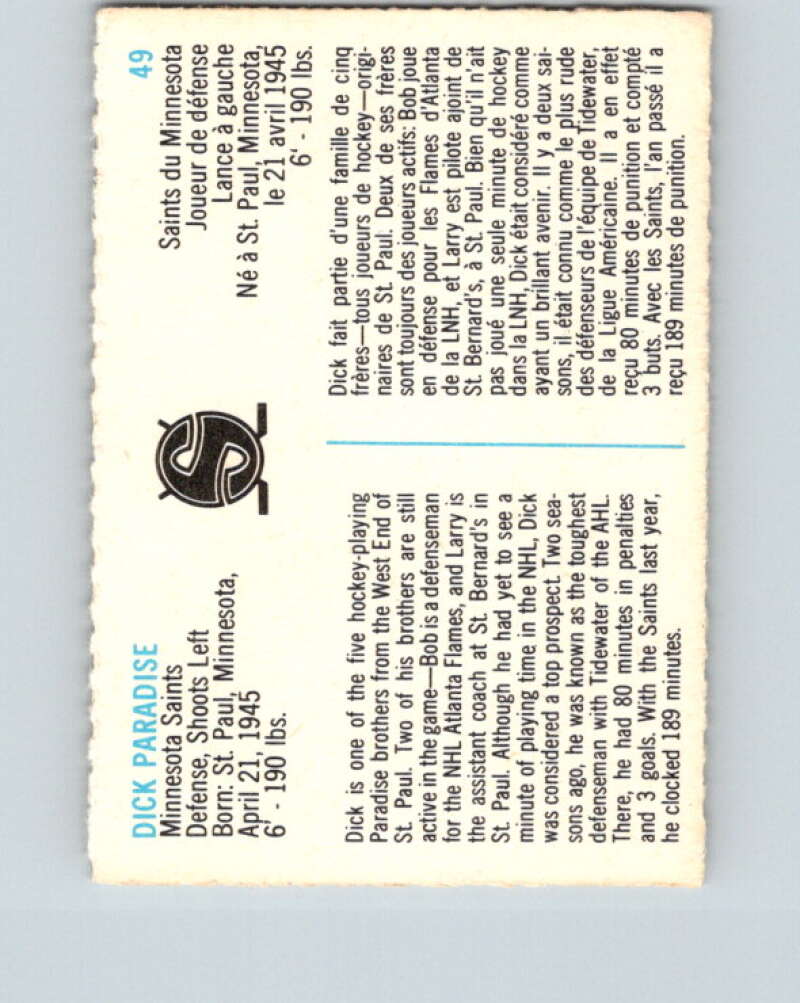 DICK PARADISE
Minnesota Saints
Defense, Shoots Left
Born: St. Paul, Minnesota,
April 21, 1945
6' - 190 lbs.
S
49
Saints du Minnesota
Joueur de défense
Lance à gauche
Né à St. Paul, Minnesota,
le 21 avril 1945
6' - 190 lbs.
Dick is one of the five hockey-playing
Paradise brothers from the West End of
St. Paul. Two of his brothers are still
active in the game—Bob is a defenseman
for the NHL Atlanta Flames, and Larry is
the assistant coach at St. Bernard's in
St. Paul. Although he had yet to see a
minute of playing time in the NHL, Dick
was considered a top prospect. Two sea-
sons ago, he was known as the toughest
defenseman with Tidewater of the AHL.
There, he had 80 minutes in penalties
and 3 goals. With the Saints last year,
he clocked 189 minutes.
Dick fait partie d'une famille de cinq
frères—tous joueurs de hockey—origi-
naires de St. Paul. Deux de ses frères
sont toujours des joueurs actifs: Bob joue
en défense pour les Flames d'Atlanta
de la LNH, et Larry est pilote ajoint de
St. Bernard's, à St. Paul. Bien qu'il n'ait
pas joué une seule minute de hockey
dans la LNH, Dick était considéré comme
ayant un brillant avenir. Il y a deux sai-
sons, il était connu comme le plus rude
des défenseurs de l'équipe de Tidewater,
de la Ligue Américaine. Il a en effet
reçu 80 minutes de punition et compté
3 buts. Avec les Saints, l'an passé il a
reçu 189 minutes de punition.